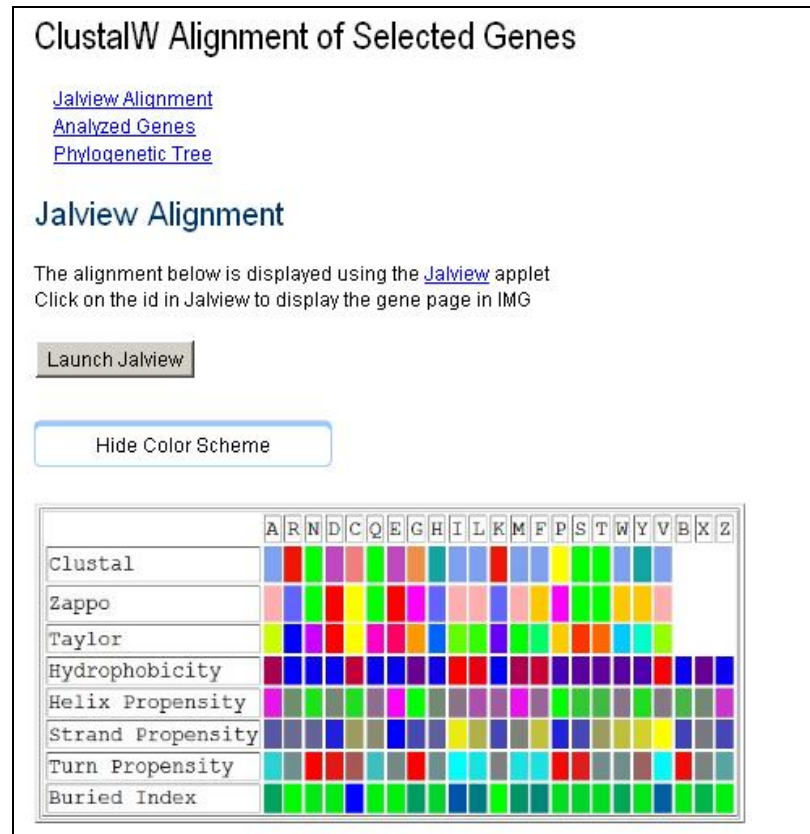 ClustalW Alignment of Selected Genes
Jalview Alignment
Analyzed Genes
Phylogenetic Tree
Jalview Alignment
The alignment below is displayed using the Jalview applet
Click on the id in Jalview to display the gene page in IMG
Launch Jalview
Hide Color Scheme
A R N D C Q E G H I L K M F P S T W Y V B X Z
Clustal
Zappo
Taylor
Hydrophobicity
Helix Propensity
Strand Propensity
Turn Propensity
Buried Index